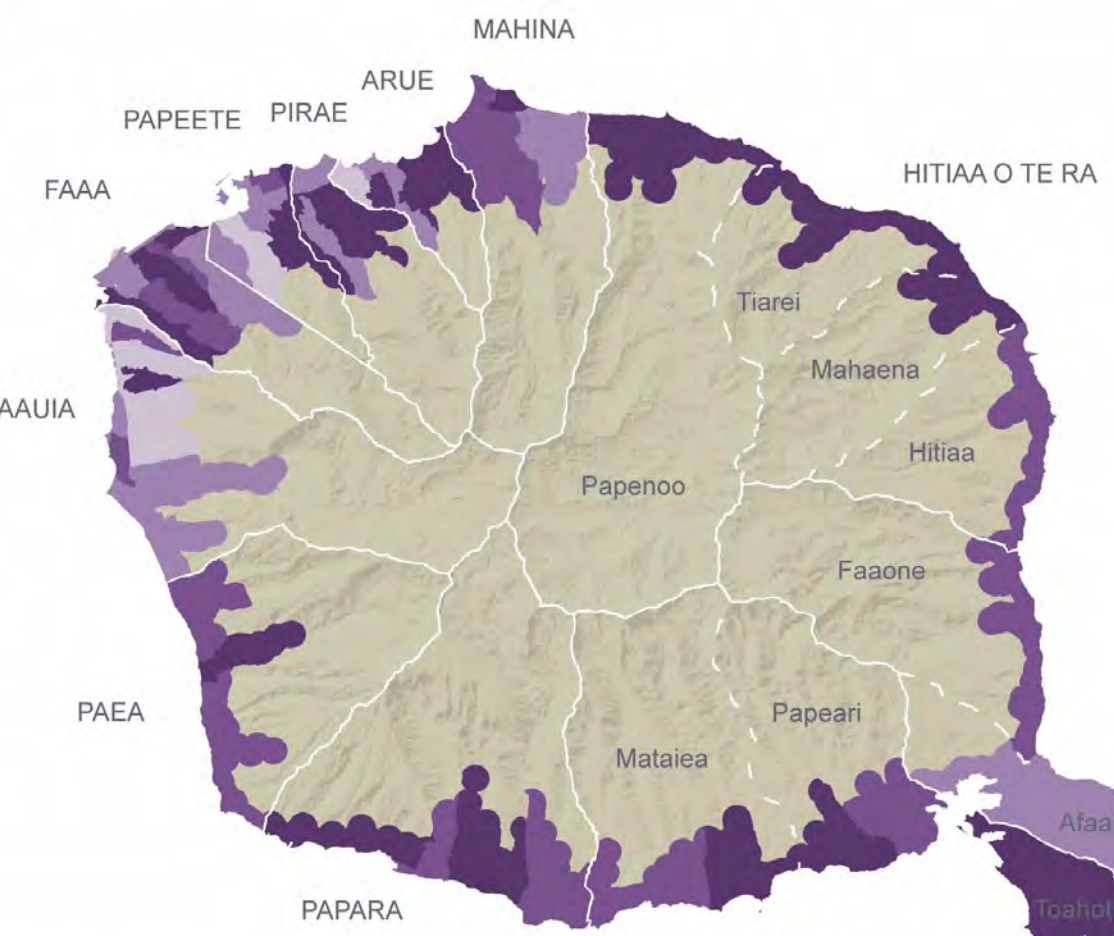 MAHINA
ARUE
PAPEETE PIRAE
HITIAA O TE RA
FAAA
Tiarei
Mahaena
AAUIA
Hitiaa
Papenoo
Faaone
PAEA
Papeari
Mataiea
Afaa
PAPARA
Toahot